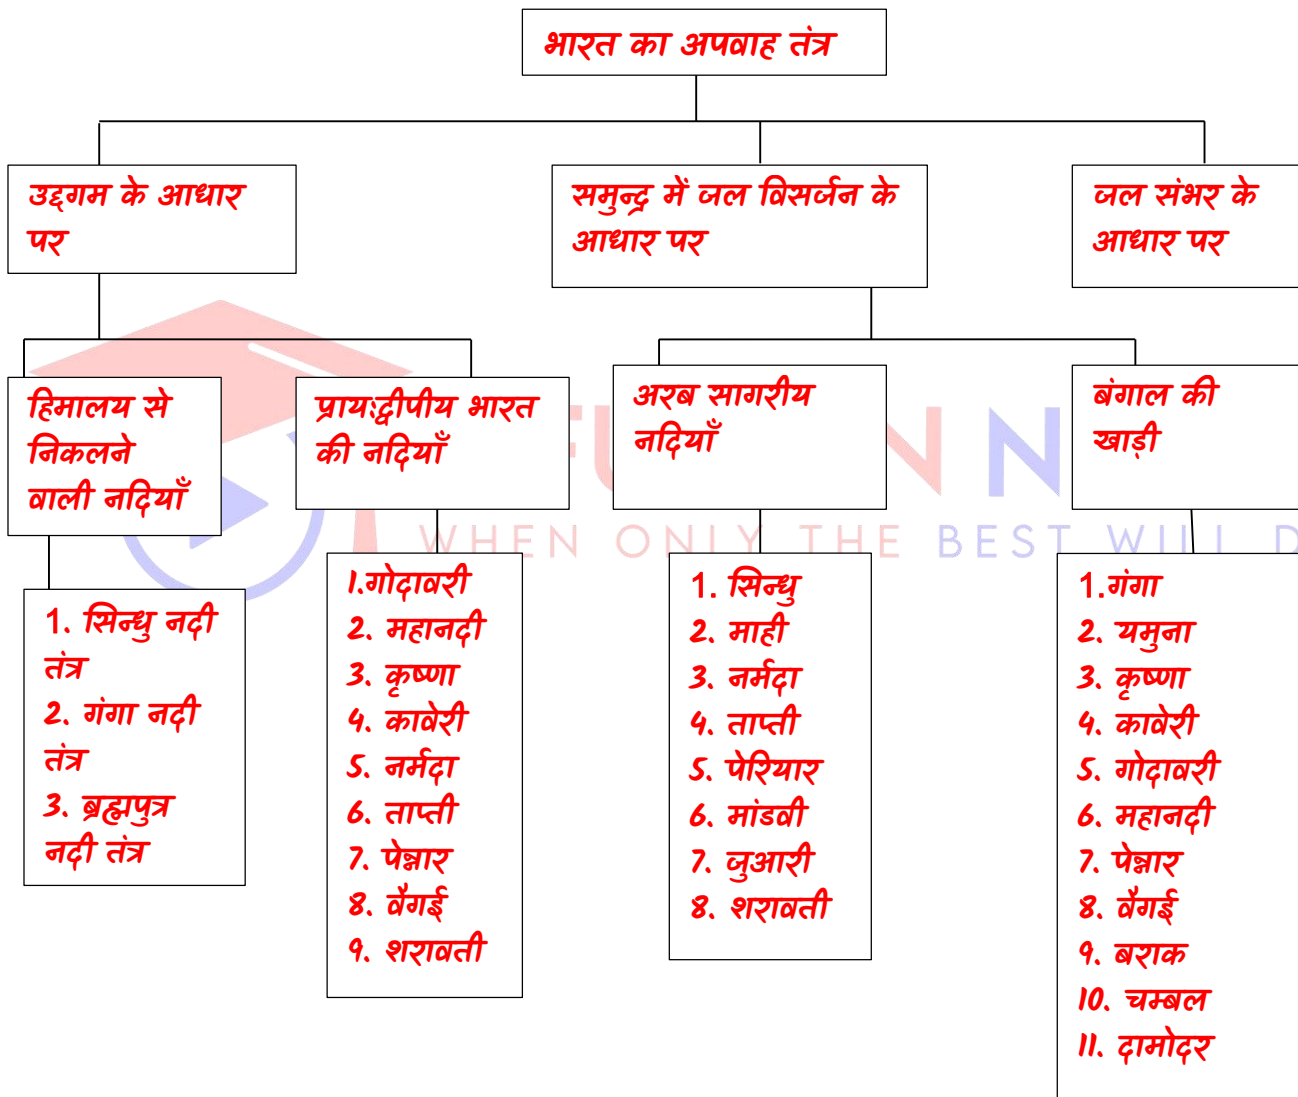 भारत का अपवाह तंत्र
उद्दगम के आधार
पर
समुन्द्र में जल विसर्जन के
आधार पर
जल संभर के
आधार पर
हिमालय से
निकलने
वाली नदियाँ
प्राय:द्वीपीय भारत
की नदियाँ
अरब सागरीय
नदियाँ
बंगाल की
खाड़ी
1. सिन्धु नदी
तंत्र
2. गंगा नदी
तंत्र
3. ब्रह्मपुत्र
नदी तंत्र
1.गोदावरी
2. महानदी
3. कृष्णा
4. कावेरी
5. नर्मदा
6. ताप्ती
7. पेन्नार
8. वैगई
9. शरावती
1. सिन्धु
2. माही
3. नर्मदा
4. ताप्ती
5. पेरियार
6. मांडवी
7. जुआरी
8. शरावती
1.गंगा
2. यमुना
3. कृष्णा
4. कावेरी
5. गोदावरी
6. महानदी
7. पेन्नार
8. वैगई
9. बराक
10. चम्बल
11. दामोदर
WHEN ONLY THE BEST WILL D